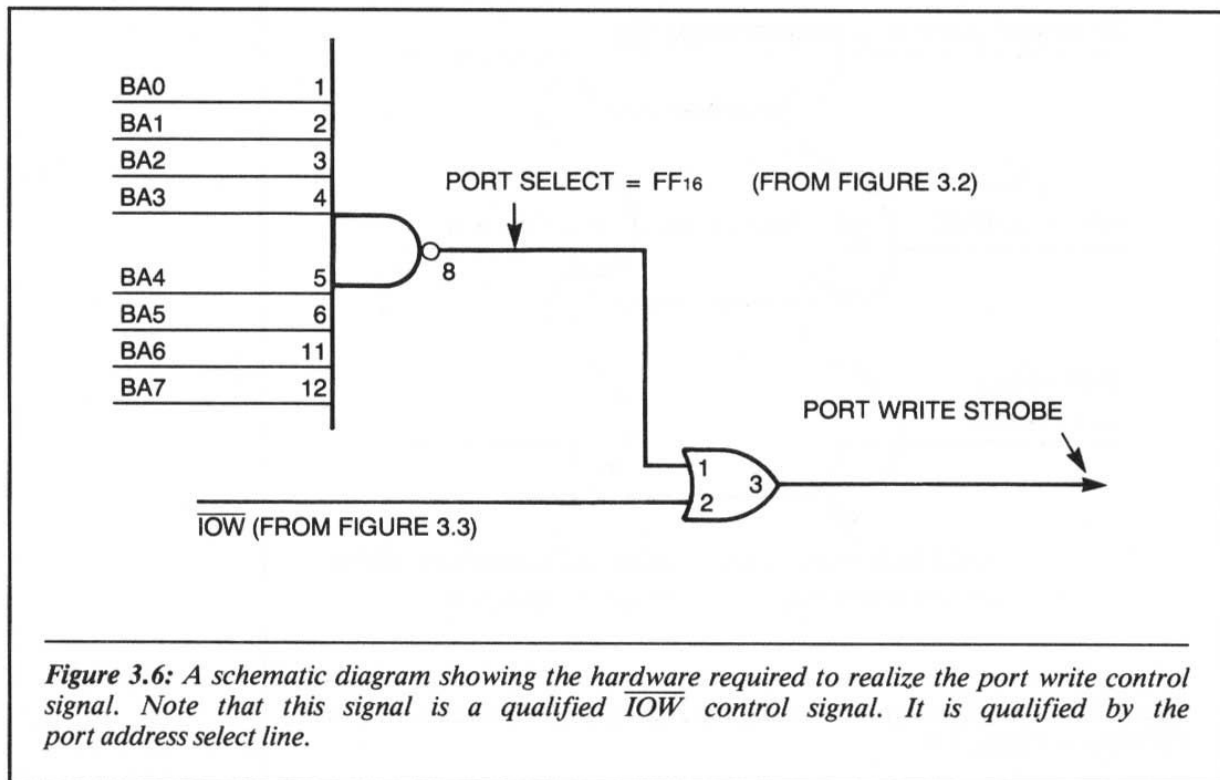 BA0 1
BA1 2
BA2 3
BA3 4
PORT SELECT = FF₁₆ (FROM FIGURE 3.2)
8
BA4 5
BA5 6
BA6 11
BA7 12
PORT WRITE STROBE
1
3
2
I̅O̅W̅ (FROM FIGURE 3.3)
Figure 3.6: A schematic diagram showing the hardware required to realize the port write control
signal. Note that this signal is a qualified I̅O̅W̅ control signal. It is qualified by the
port address select line.